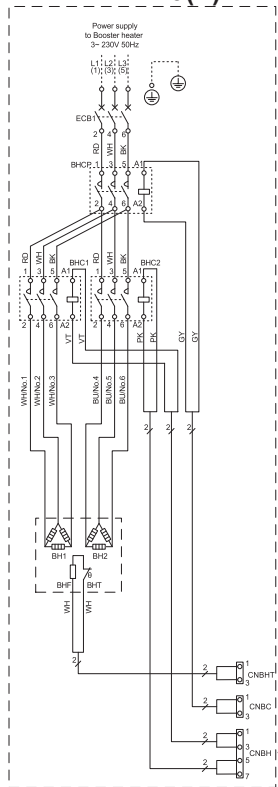 Power supply
to Booster heater
3~ 230V 50Hz
L1 L2 L3
(1) (3) (5)
ECB1
2 4 6
RD WH BK
BHCP 1 3 5 A1
2 4 6 A2
RD WH BK RD WH BK
BHC1 BHC2
1 3 5 A1 1 3 5 A1
2 4 6 A2 2 4 6 A2
VT VT PK PK GY GY
WH/No.1 WH/No.2 WH/No.3 BU/No.4 BU/No.5 BU/No.6
2 2 2
BH1 BH2
θ
BHF BHT
WH WH
2
2 1
CNBHT
3
2 1
CNBC
3
2 1
3
CNBH
2 5
7